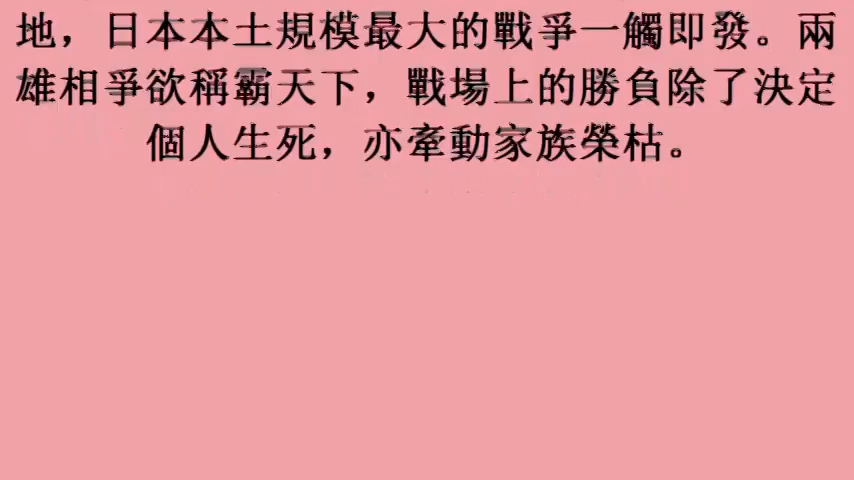 地，日本本土規模最大的戰爭一觸即發。兩
雄相爭欲稱霸天下，戰場上的勝負除了決定
個人生死，亦牽動家族榮枯。